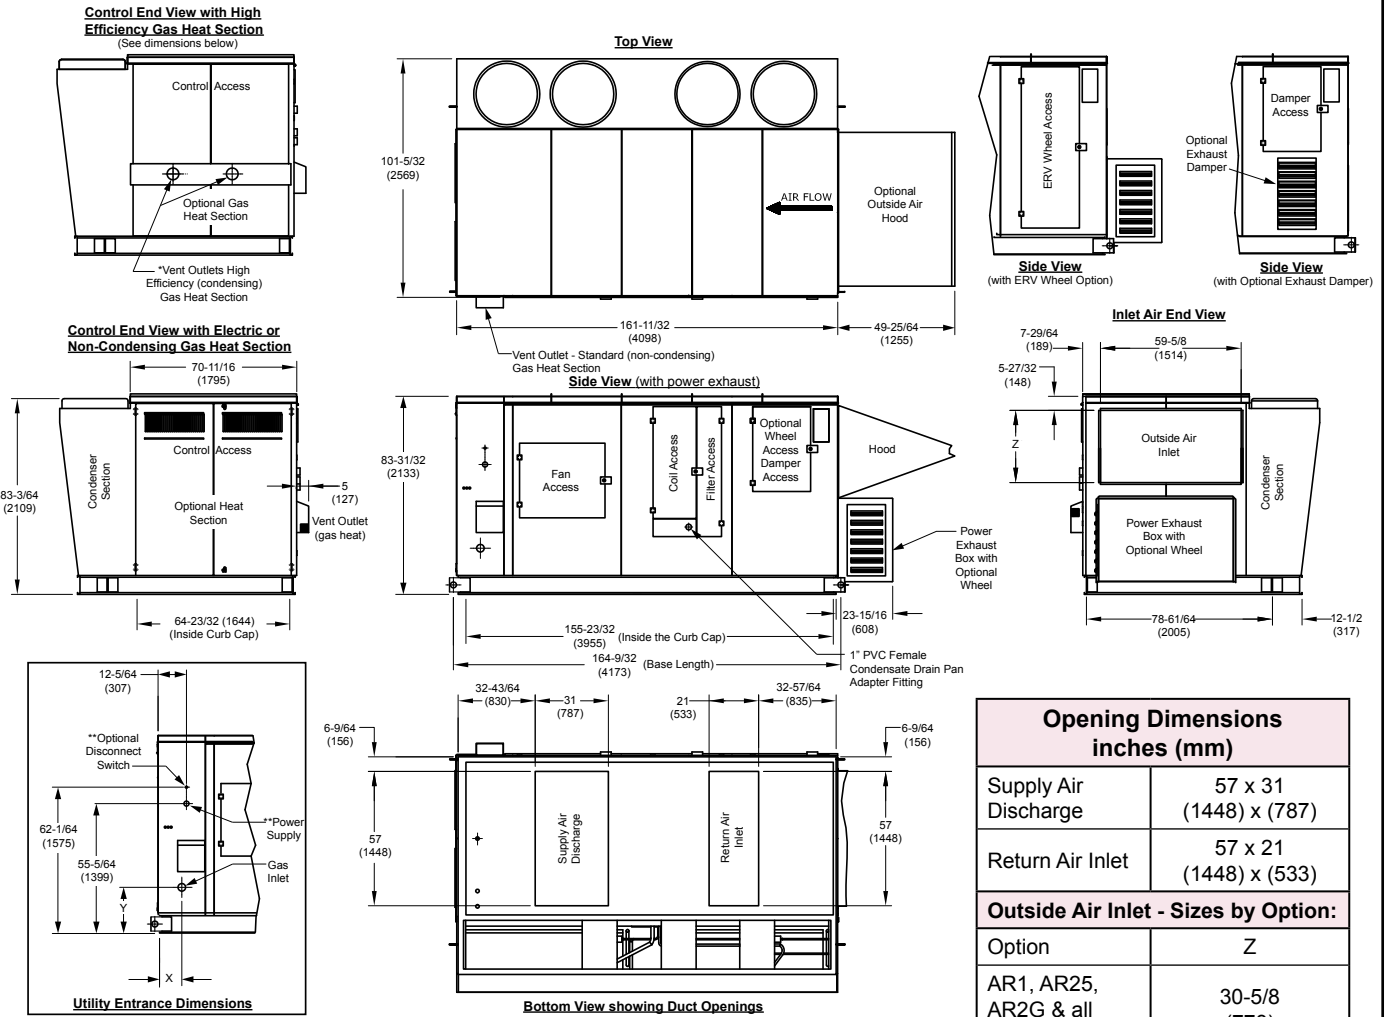 Control End View with High
Efficiency Gas Heat Section
(See dimensions below)
Control Access
Optional Gas
Heat Section
*Vent Outlets High
Efficiency (condensing)
Gas Heat Section
Top View
101-5/32
(2569)
AIR FLOW
Optional
Outside Air
Hood
161-11/32
(4098)
49-25/64
(1255)
Vent Outlet - Standard (non-condensing)
Gas Heat Section
ERV Wheel Access
Side View
(with ERV Wheel Option)
Optional
Exhaust
Damper
Damper
Access
Side View
(with Optional Exhaust Damper)
Control End View with Electric or
Non-Condensing Gas Heat Section
70-11/16
(1795)
83-3/64
(2109)
Condenser
Section
Control Access
Optional Heat
Section
5
(127)
Vent Outlet
(gas heat)
64-23/32 (1644)
(Inside Curb Cap)
Side View (with power exhaust)
83-31/32
(2133)
Fan
Access
Coil Access
Filter Access
Optional
Wheel
Access
Damper
Access
Hood
Power
Exhaust
Box with
Optional
Wheel
23-15/16
(608)
155-23/32
(3955)
(Inside the Curb Cap)
164-9/32
(4173)
(Base Length)
1" PVC Female
Condensate Drain Pan
Adapter Fitting
Inlet Air End View
7-29/64
(189)
59-5/8
(1514)
5-27/32
(148)
Z
Outside Air
Inlet
Power Exhaust
Box with
Optional Wheel
Condenser
Section
78-61/64
(2005)
12-1/2
(317)
12-5/64
(307)
**Optional
Disconnect
Switch
62-1/64
(1575)
55-5/64
(1399)
**Power
Supply
Gas
Inlet
Y
X
Utility Entrance Dimensions
32-43/64
(830)
31
(787)
21
(533)
32-57/64
(835)
6-9/64
(156)
6-9/64
(156)
57
(1448)
Supply Air
Discharge
Return Air
Inlet
57
(1448)
Bottom View showing Duct Openings
Opening Dimensions
inches (mm)
Supply Air
Discharge
57 x 31
(1448) x (787)
Return Air Inlet
57 x 21
(1448) x (533)
Outside Air Inlet - Sizes by Option:
Option
Z
AR1, AR25,
AR2G & all
30-5/8